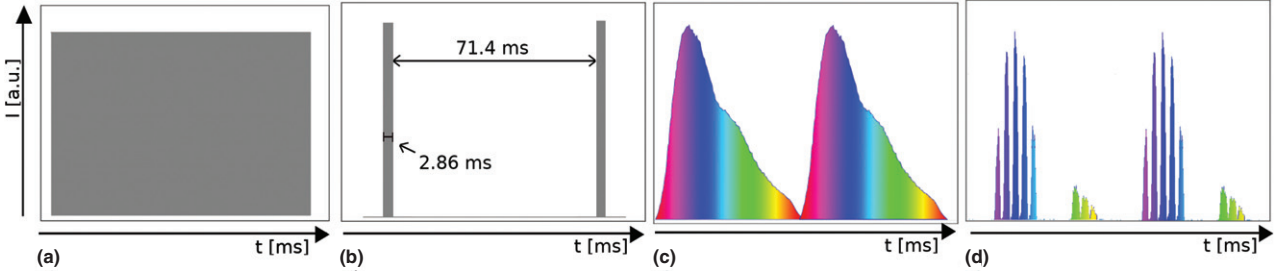 I [a.u.]
t [ms]
(a)
71.4 ms
2.86 ms
t [ms]
(b)
t [ms]
(c)
t [ms]
(d)